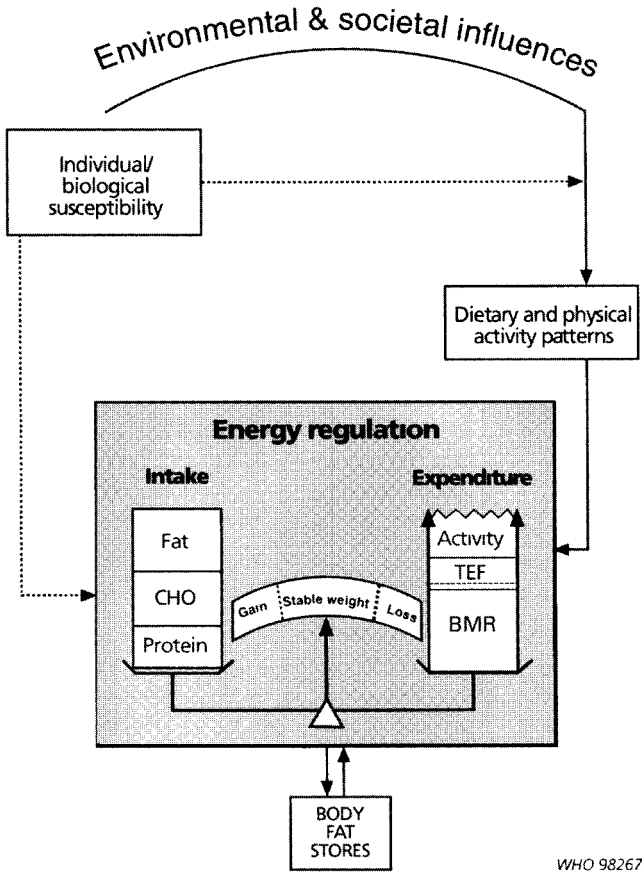 Environmental & societal influences
Individual/
biological
susceptibility
Dietary and physical
activity patterns
Energy regulation
Intake
Expenditure
Fat
CHO
Protein
Gain
Stable weight
Loss
Activity
TEF
BMR
BODY
FAT
STORES
WHO 98267